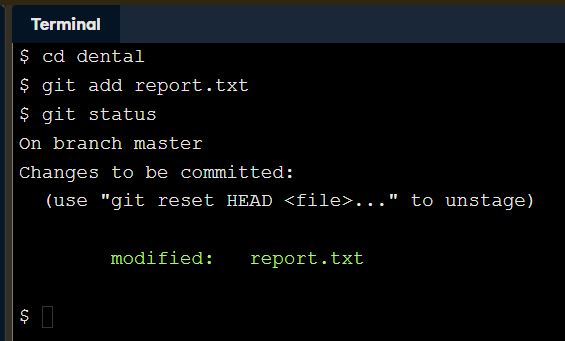 Terminal
$ cd dental
$ git add report.txt
$ git status
On branch master
Changes to be committed:
  (use "git reset HEAD <file>..." to unstage)
        modified:   report.txt
$